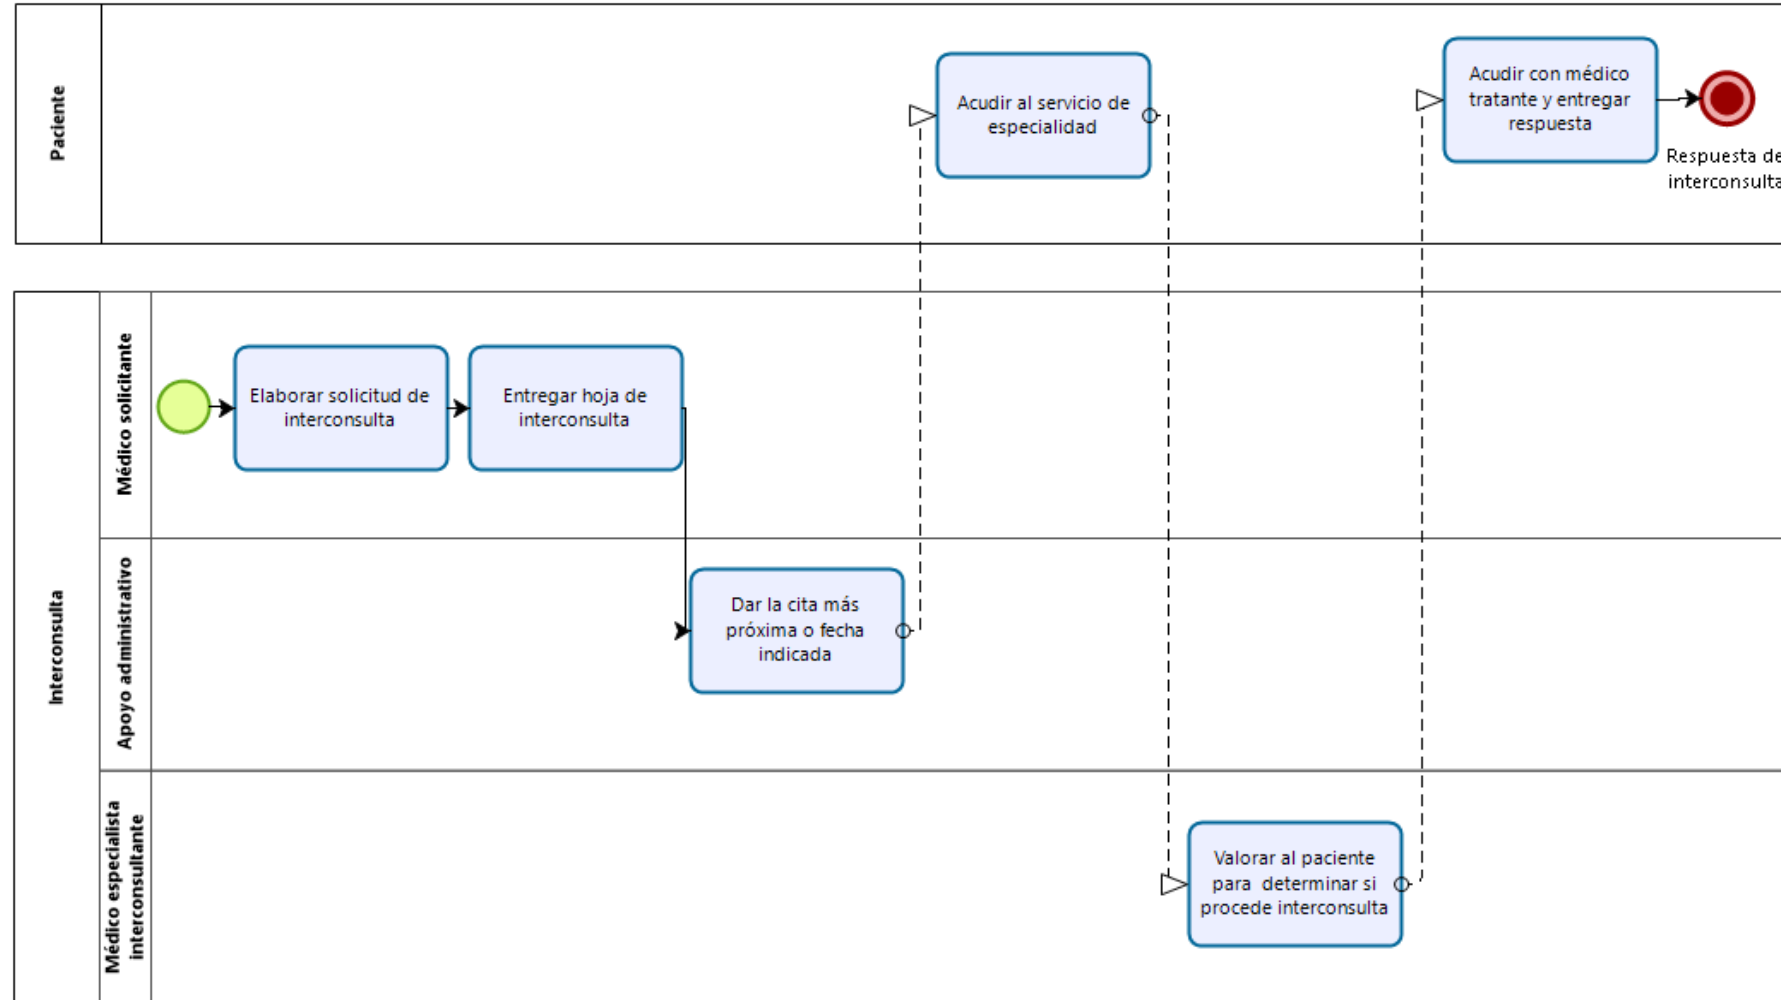 Paciente
Acudir al servicio de
especialidad
Acudir con médico
tratante y entregar
respuesta
Respuesta de
interconsulta
Interconsulta
Médico solicitante
Elaborar solicitud de
interconsulta
Entregar hoja de
interconsulta
Apoyo administrativo
Dar la cita más
próxima o fecha
indicada
Médico especialista
interconsultante
Valorar al paciente
para determinar si
procede interconsulta